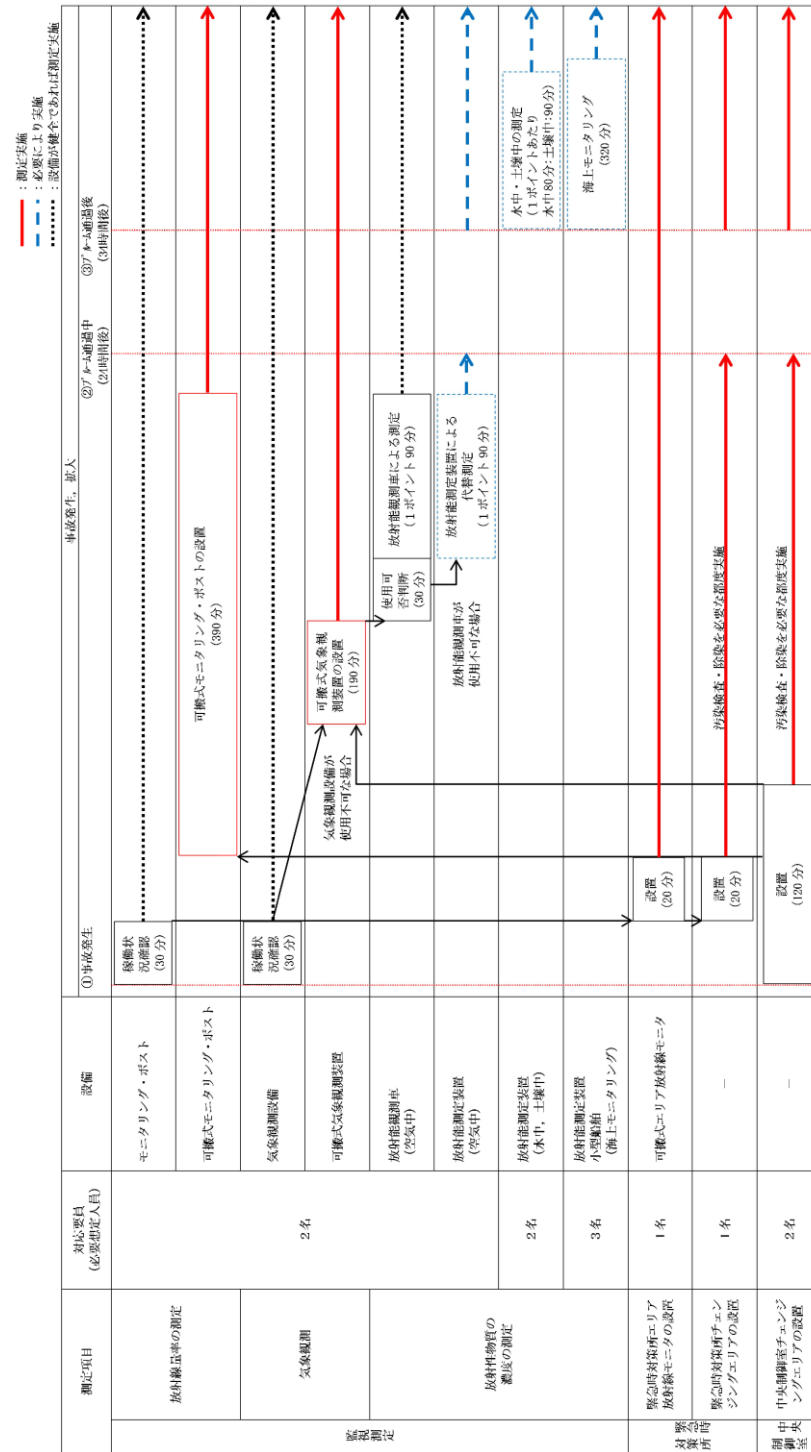 ：測定実施
：必要により実施
：設備が健全であれば測定実施
測定項目
対応要員
(必要想定人員)
設備
事故発生，拡大
①事故発生
②プルーム通過中
(24時間後)
③プルーム通過後
(34時間後)
監視測定
放射線量率の測定
2名
モニタリング・ポスト
稼働状
況確認
(30分)
可搬式モニタリング・ポスト
可搬式モニタリング・ポストの設置
(390分)
気象観測
気象観測設備
稼働状
況確認
(30分)
気象観測設備が
使用不可な場合
可搬式気象観測装置
可搬式気象観
測装置の設置
(190分)
放射性物質の
濃度の測定
放射能観測車
(空気中)
使用可
否判断
(30分)
放射能観測車による測定
(1ポイント90分)
放射能測定装置
(空気中)
放射能観測車が
使用不可な場合
放射能測定装置による
代替測定
(1ポイント90分)
2名
放射能測定装置
(水中，土壌中)
水中・土壌中の測定
(1ポイントあたり
水中80分：土壌中：90分)
3名
放射能測定装置
小型船舶
(海上モニタリング)
海上モニタリング
(320分)
緊急時
対策所
緊急時対策所エリア
放射線モニタの設置
1名
可搬式エリア放射線モニタ
設置
(20分)
緊急時対策所チェン
ジングエリアの設置
1名
－
設置
(20分)
汚染検査・除染を必要な都度実施
中央
制御
室
中央制御室チェンジ
ングエリアの設置
2名
－
設置
(120分)
汚染検査・除染を必要な都度実施